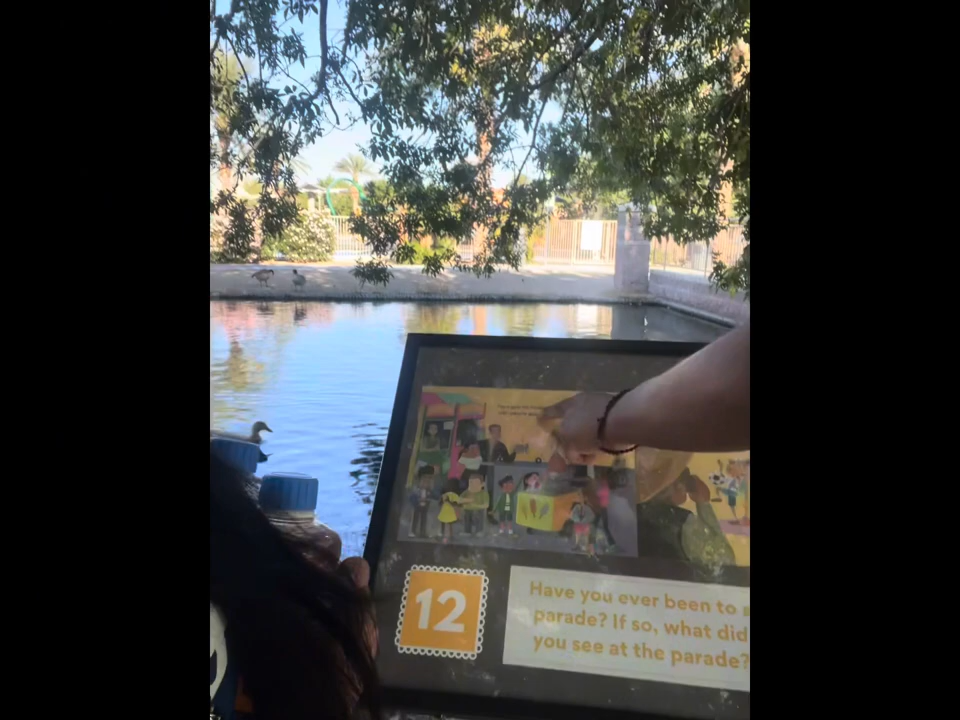 12
Have you ever been to
parade? If so, what did
you see at the parade?